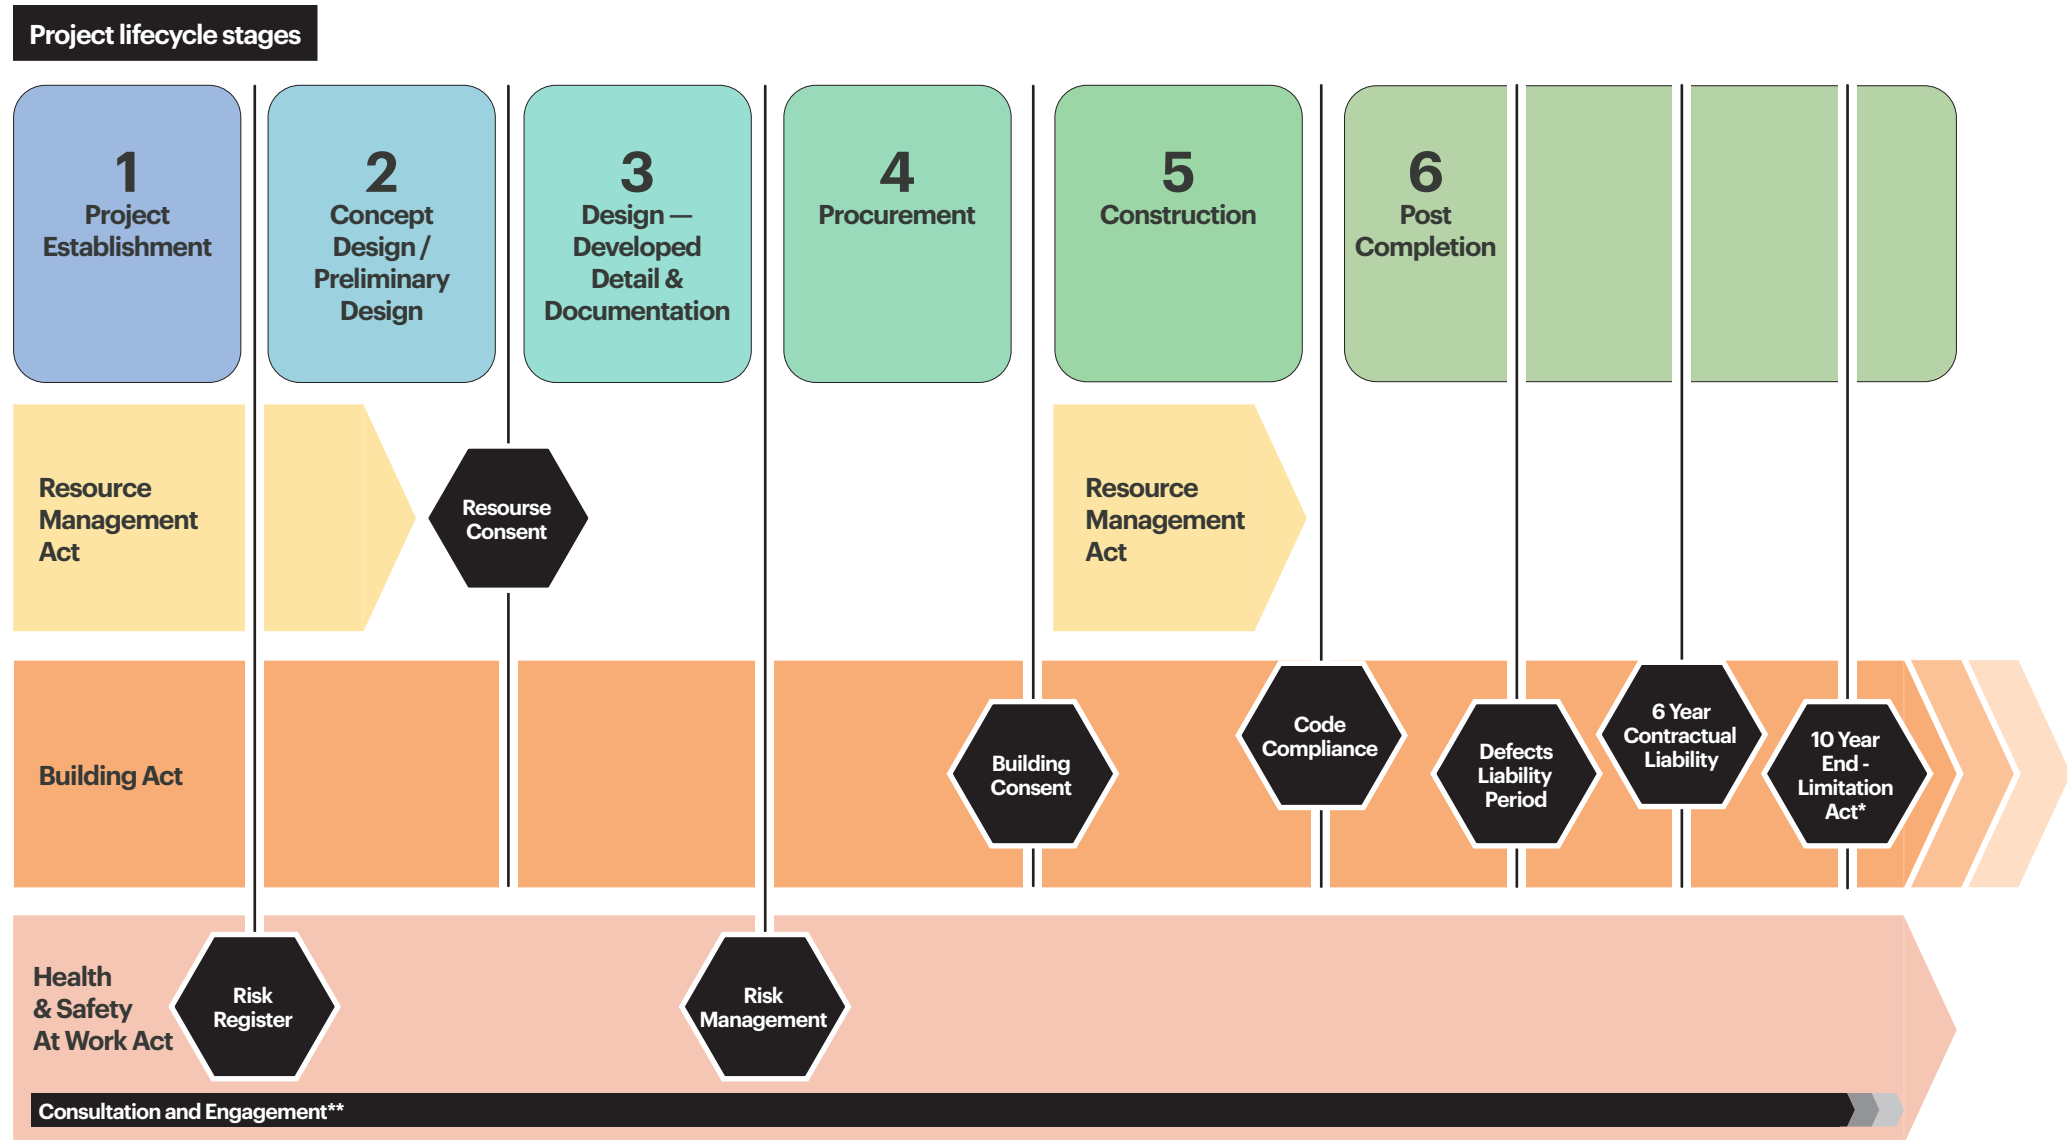 Project lifecycle stages
1
Project
Establishment
2
Concept
Design /
Preliminary
Design
3
Design —
Developed
Detail &
Documentation
4
Procurement
5
Construction
6
Post
Completion
Resource
Management
Act
Resourse
Consent
Resource
Management
Act
Building Act
Building
Consent
Code
Compliance
Defects
Liability
Period
6 Year
Contractual
Liability
10 Year
End -
Limitation
Act*
Health
& Safety
At Work Act
Risk
Register
Risk
Management
Consultation and Engagement**